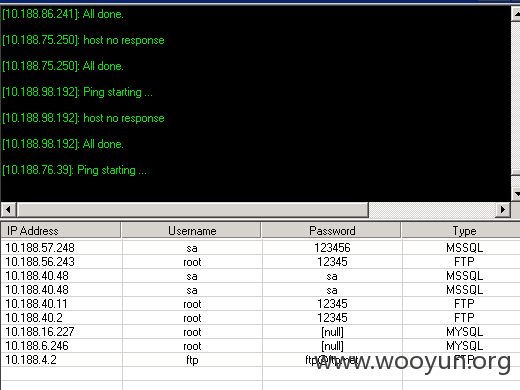 [10.188.86.241]: All done.
[10.188.75.250]: host no response
[10.188.75.250]: All done.
[10.188.98.192]: Ping starting ...
[10.188.98.192]: host no response
[10.188.98.192]: All done.
[10.188.76.39]: Ping starting ...
IP Address Username Password Type
10.188.57.248 sa 123456 MSSQL
10.188.56.243 root 12345 FTP
10.188.40.48 sa sa MSSQL
10.188.40.48 sa sa MSSQL
10.188.40.11 root 12345 FTP
10.188.40.2 root 12345 FTP
10.188.16.227 root [null] MYSQL
10.188.6.246 root [null] MYSQL
10.188.4.2 ftp FTP
www.wooyun.org